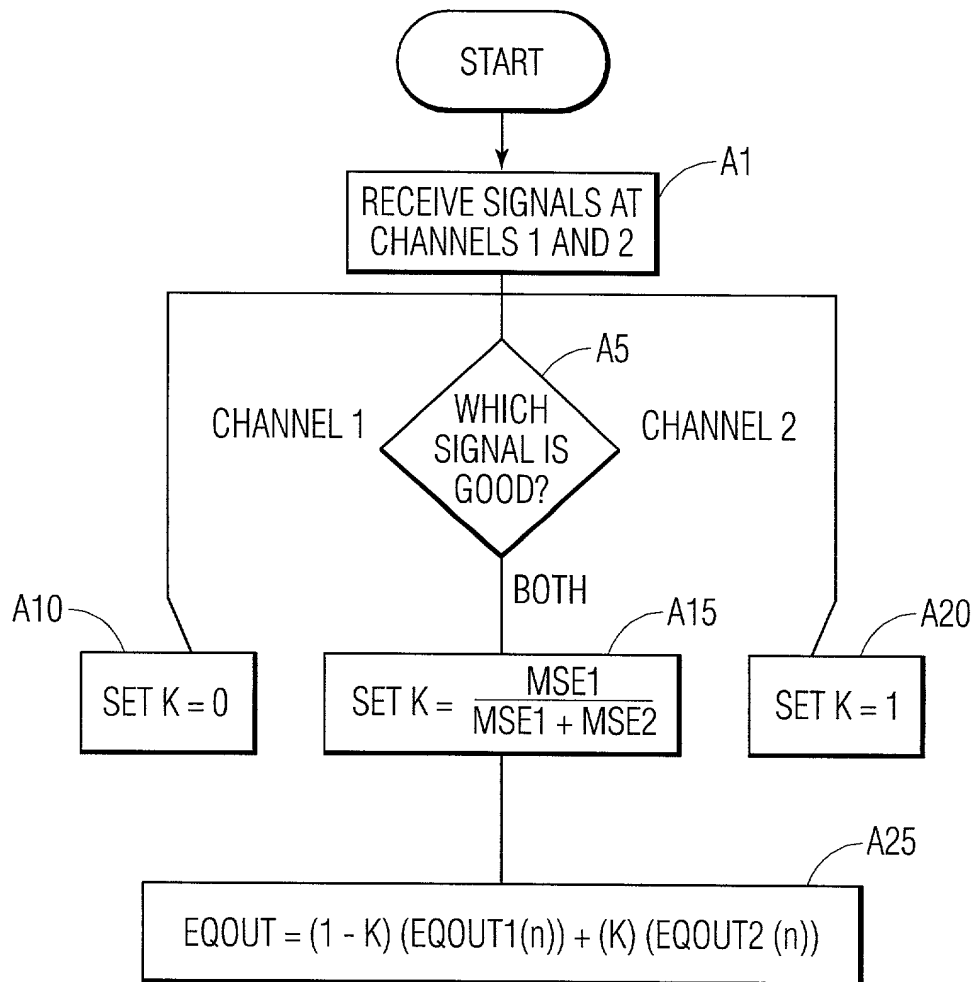 START
A1
RECEIVE SIGNALS AT
CHANNELS 1 AND 2
A5
CHANNEL 1
WHICH
SIGNAL IS
GOOD?
CHANNEL 2
BOTH
A10
A15
A20
SET K = 0
SET K = MSE1
MSE1 + MSE2
SET K = 1
A25
EQOUT = (1 - K) (EQOUT1(n)) + (K) (EQOUT2 (n))